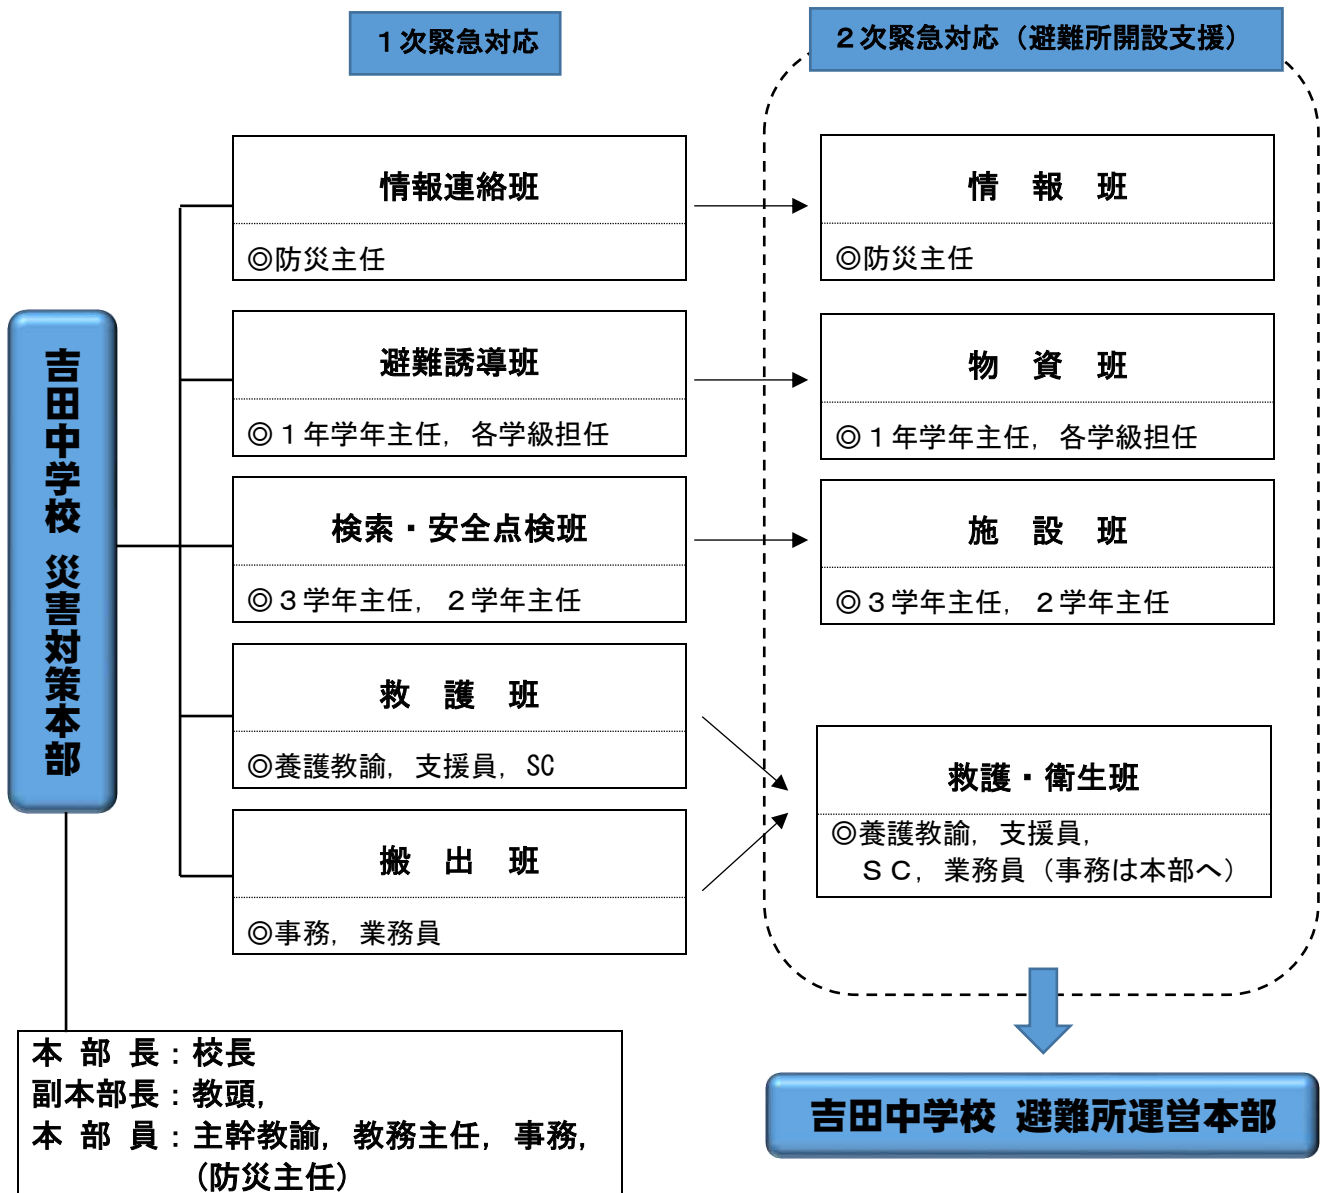 １次緊急対応
２次緊急対応（避難所開設支援）
吉田中学校 災害対策本部
情報連絡班
◎防災主任
避難誘導班
◎１年学年主任，各学級担任
検索・安全点検班
◎３学年主任，２学年主任
救　護　班
◎養護教諭，支援員，SC
搬　出　班
◎事務，業務員
情　報　班
◎防災主任
物　資　班
◎１年学年主任，各学級担任
施　設　班
◎３学年主任，２学年主任
救護・衛生班
◎養護教諭，支援員，
ＳＣ，業務員（事務は本部へ）
本 部 長：校長
副本部長：教頭，
本 部 員：主幹教諭，教務主任，事務，
（防災主任）
吉田中学校 避難所運営本部